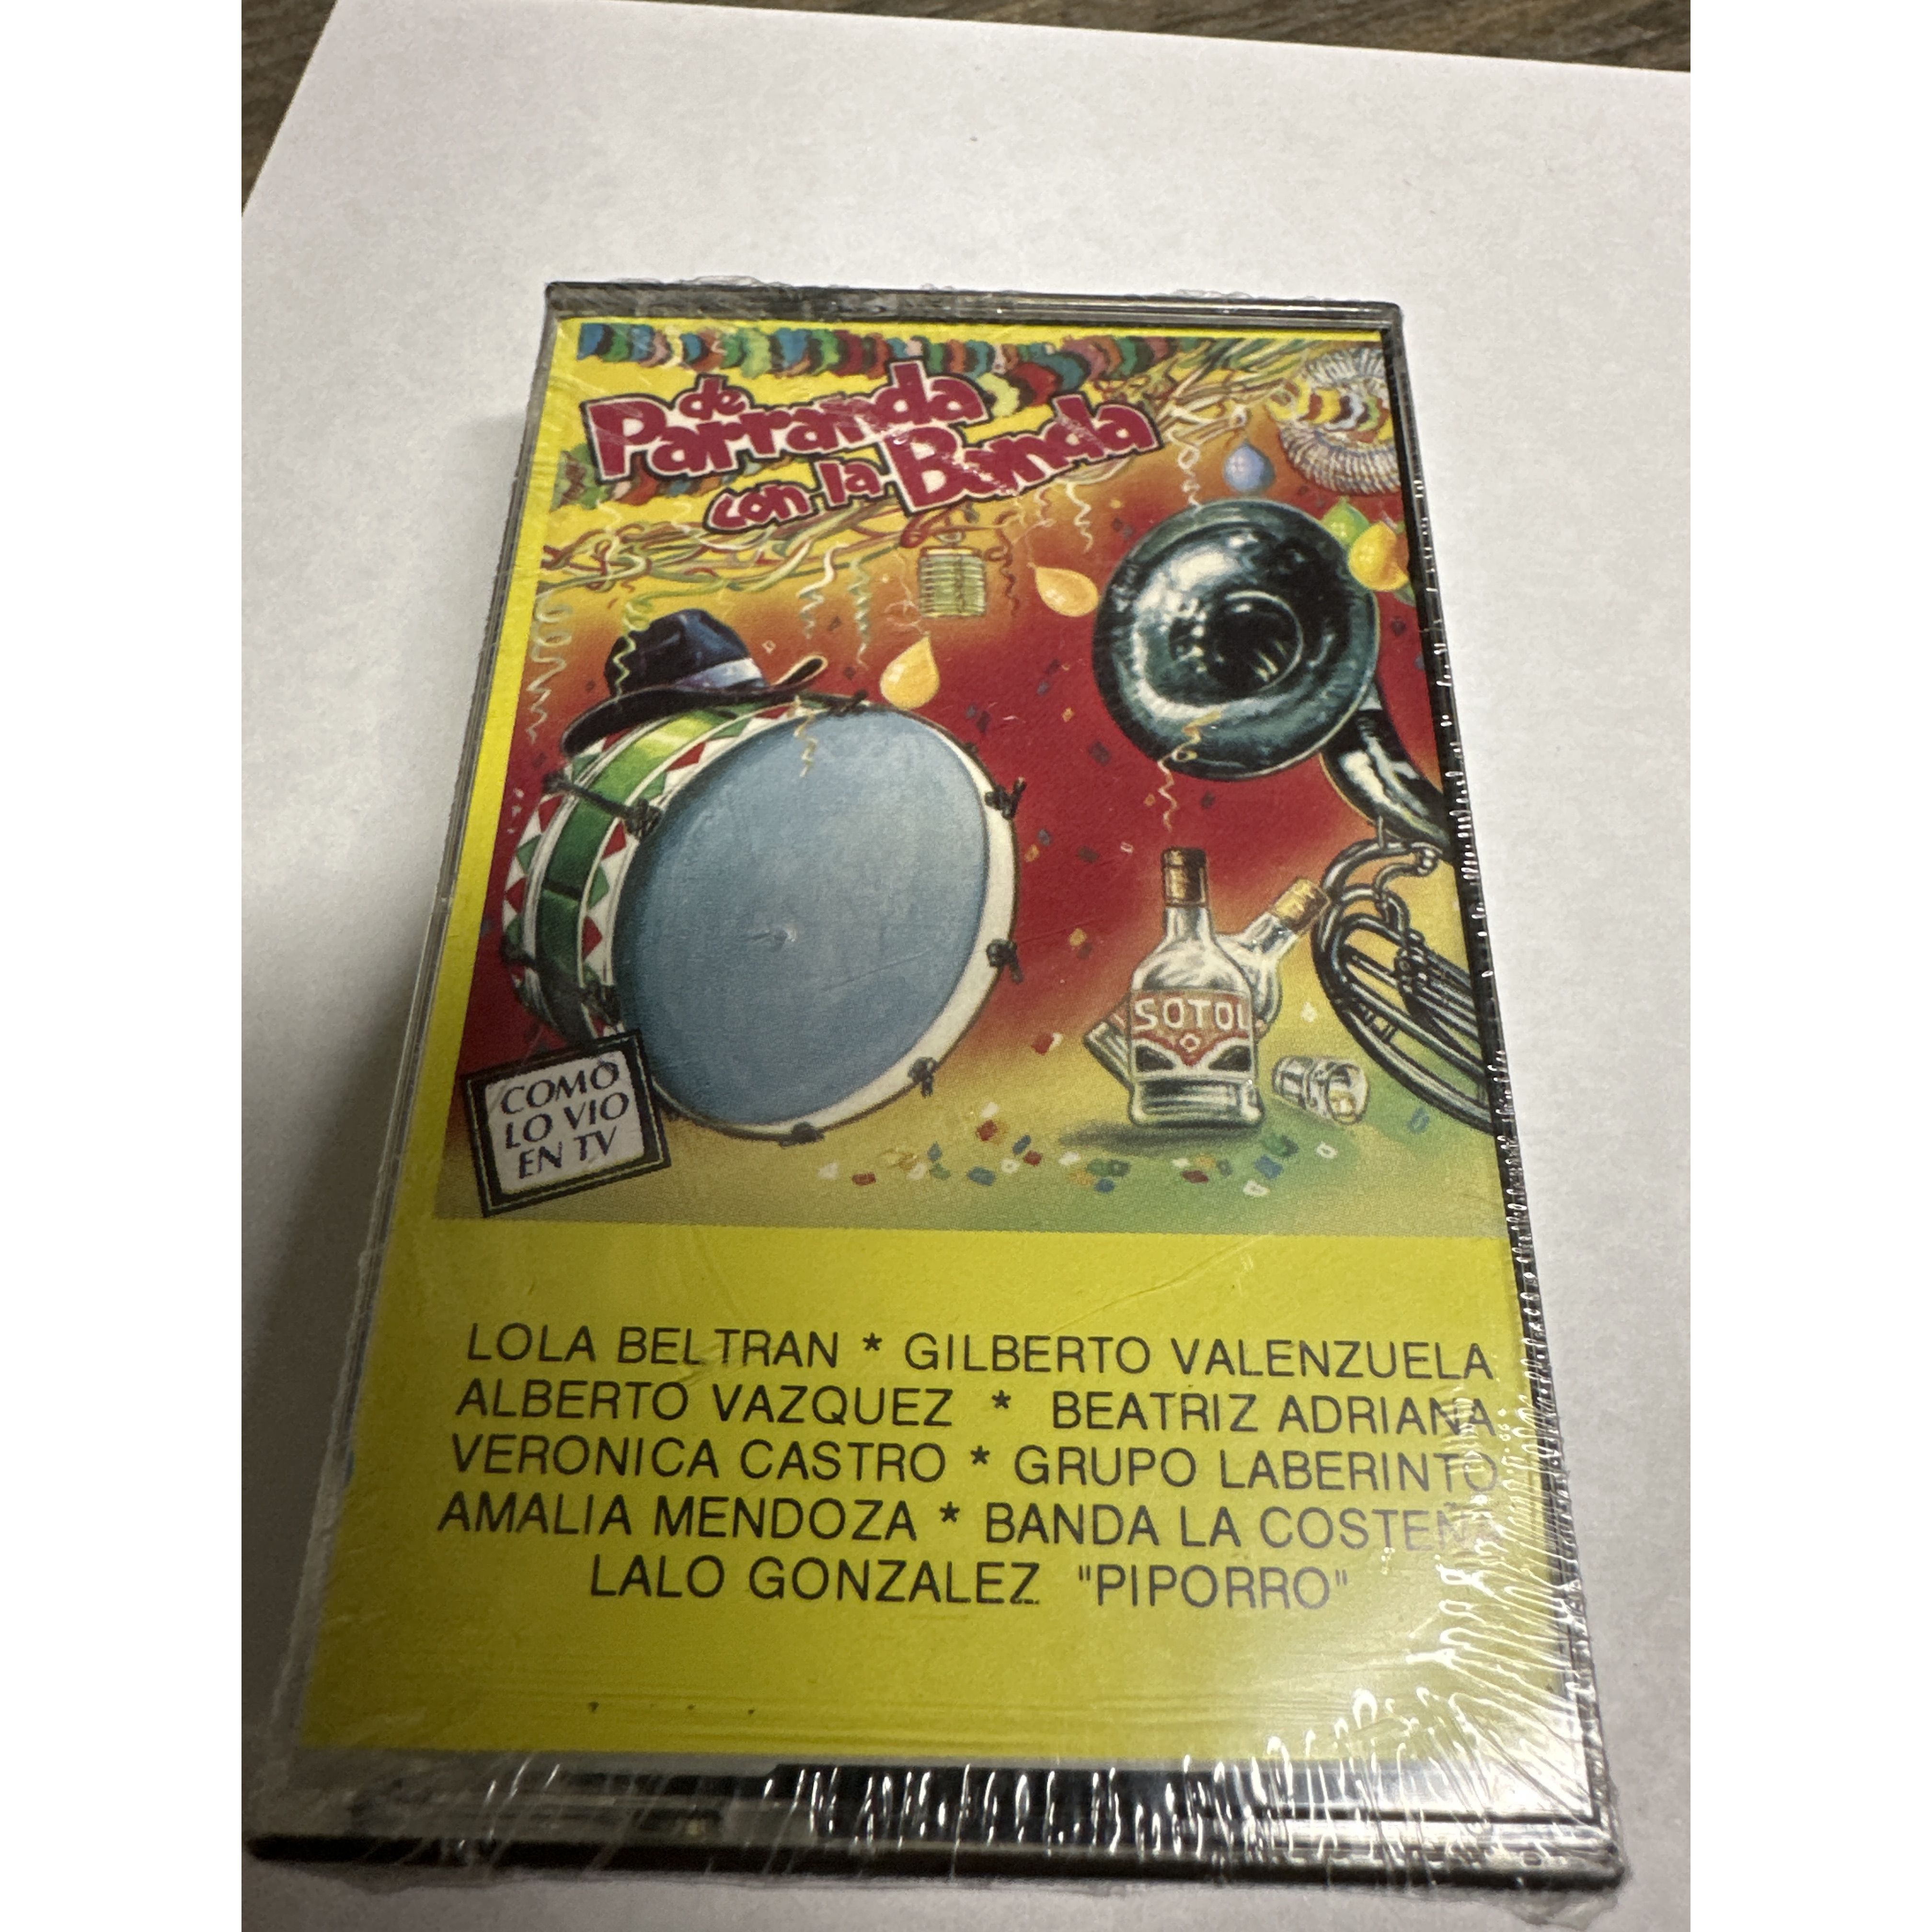 de
Parranda
con la Banda
SOTOL
COMO
LO VIO
EN TV
LOLA BELTRAN * GILBERTO VALENZUELA
ALBERTO VAZQUEZ * BEATRIZ ADRIANA
VERONICA CASTRO * GRUPO LABERINTO
AMALIA MENDOZA * BANDA LA COSTEÑA
LALO GONZALEZ "PIPORRO"